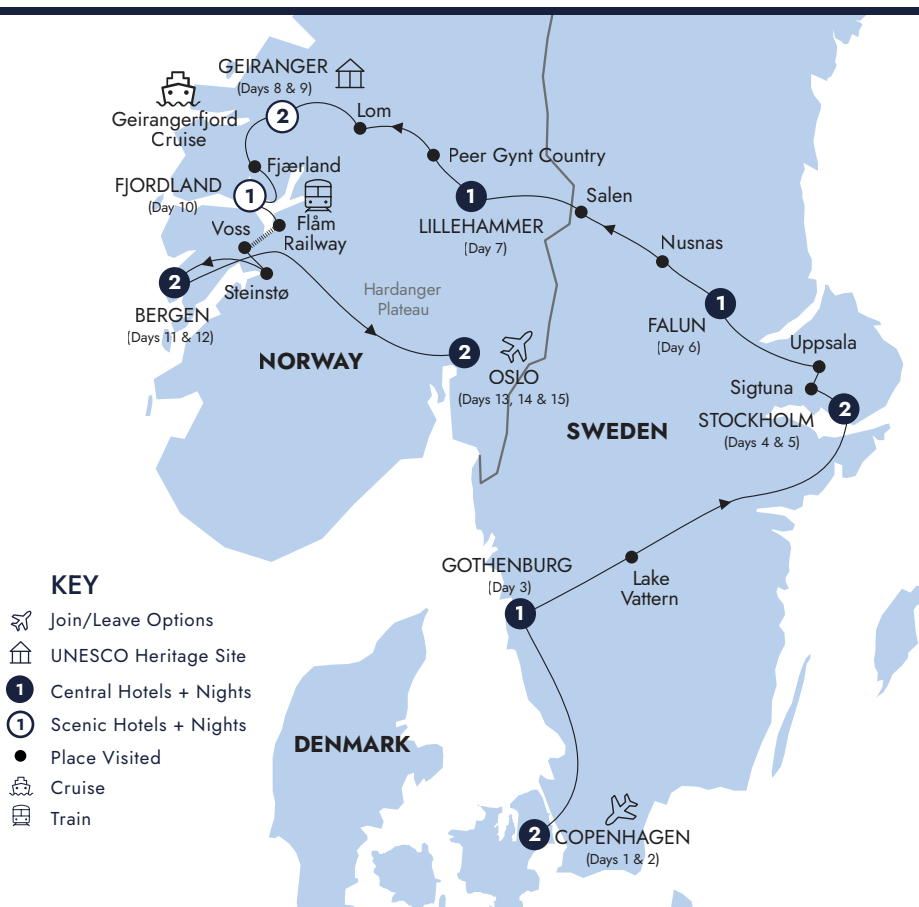 GEIRANGER
(Days 8 & 9)
2
Geirangerfjord
Cruise
Lom
Peer Gynt Country
Fjærland
FJORDLAND
(Day 10)
1
Flåm
Railway
Voss
Steinstø
2
BERGEN
(Days 11 & 12)
1
LILLEHAMMER
(Day 7)
Salen
Nusnas
1
FALUN
(Day 6)
Uppsala
Sigtuna
2
STOCKHOLM
(Days 4 & 5)
Hardanger
Plateau
NORWAY
2
OSLO
(Days 13, 14 & 15)
SWEDEN
GOTHENBURG
(Day 3)
1
Lake
Vattern
DENMARK
2
COPENHAGEN
(Days 1 & 2)
KEY
Join/Leave Options
UNESCO Heritage Site
1 Central Hotels + Nights
1 Scenic Hotels + Nights
Place Visited
Cruise
Train